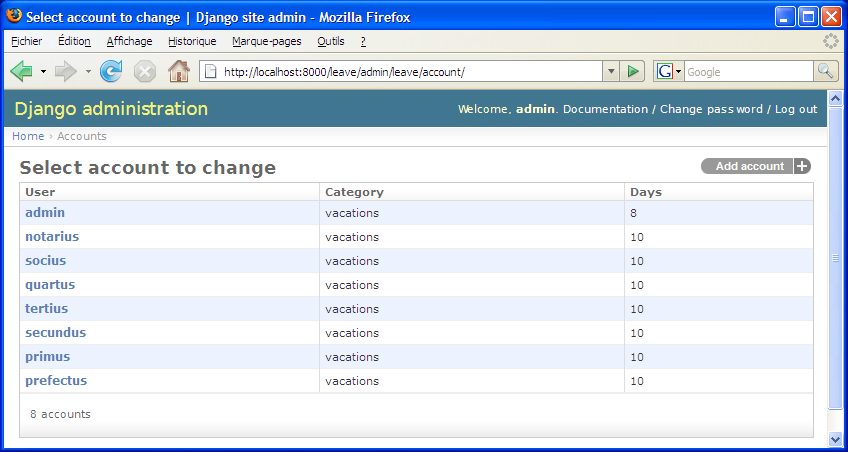 Select account to change | Django site admin - Mozilla Firefox
Fichier Édition Affichage Historique Marque-pages Outils ?
http://localhost:8000/leave/admin/leave/account/ G Google
Django administration Welcome, admin. Documentation / Change password / Log out
Home › Accounts
Select account to change Add account +
User Category Days
admin vacations 8
notarius vacations 10
socius vacations 10
quartus vacations 10
tertius vacations 10
secundus vacations 10
primus vacations 10
prefectus vacations 10
8 accounts